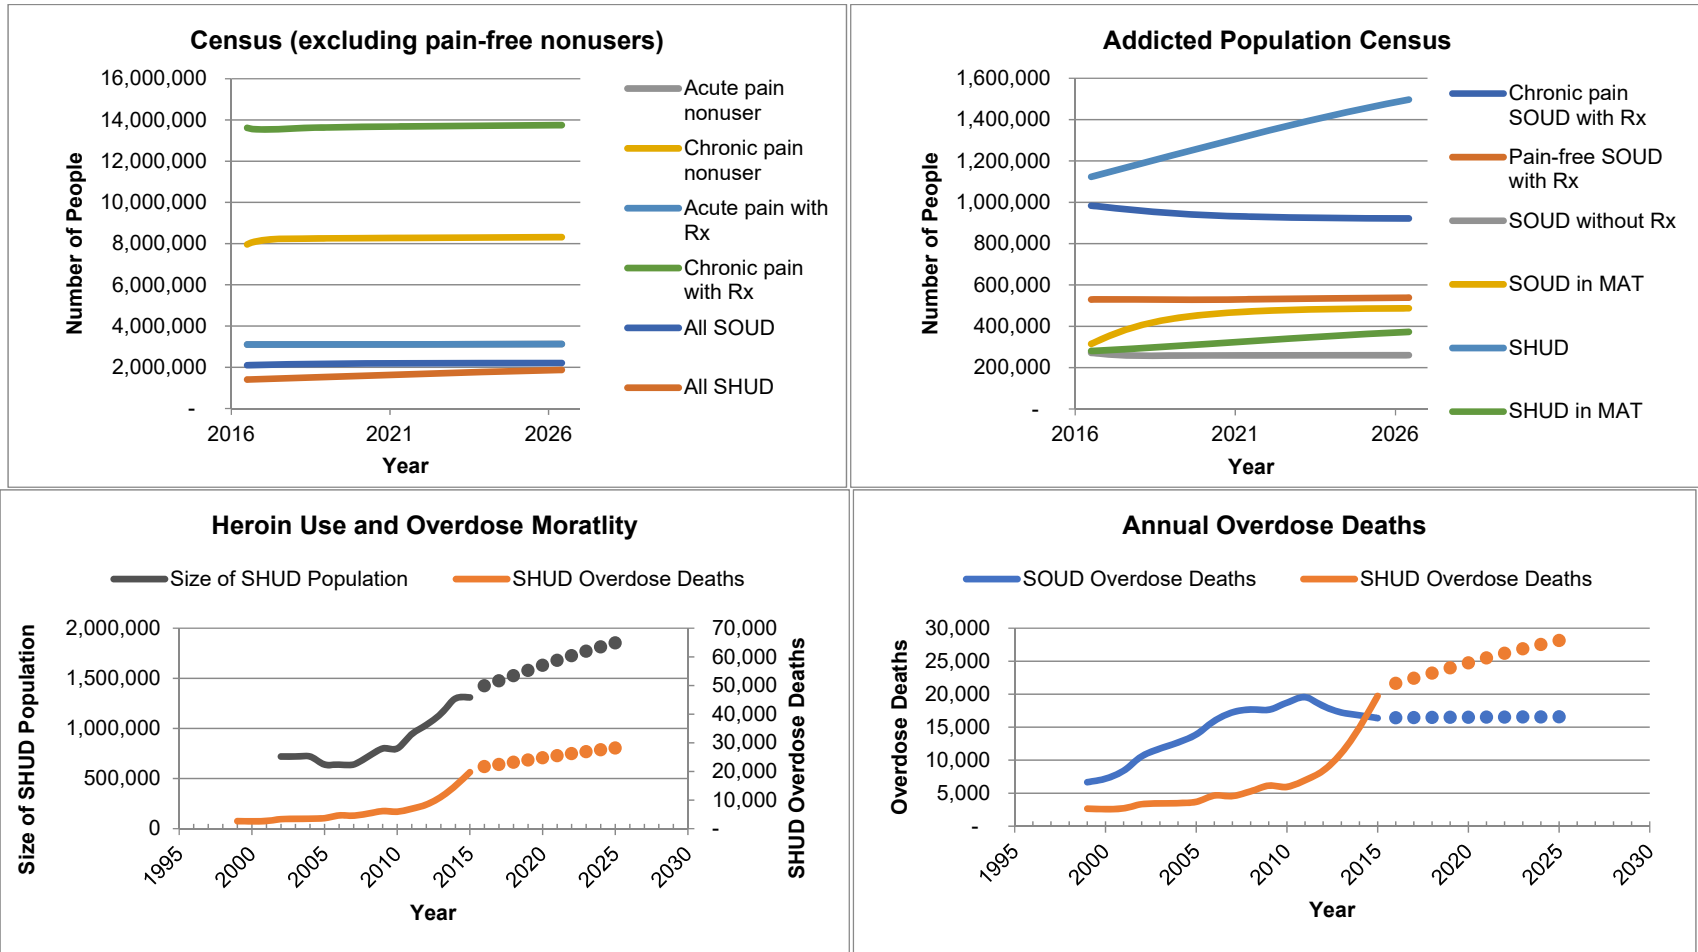 Census (excluding pain-free nonusers)
Number of People
16,000,000
14,000,000
12,000,000
10,000,000
8,000,000
6,000,000
4,000,000
2,000,000
-
2016
2021
2026
Year
Acute pain
nonuser
Chronic pain
nonuser
Acute pain with
Rx
Chronic pain
with Rx
All SOUD
All SHUD
Addicted Population Census
Number of People
1,600,000
1,400,000
1,200,000
1,000,000
800,000
600,000
400,000
200,000
-
2016
2021
2026
Year
Chronic pain
SOUD with Rx
Pain-free SOUD
with Rx
SOUD without Rx
SOUD in MAT
SHUD
SHUD in MAT
Heroin Use and Overdose Moratlity
Size of SHUD Population
SHUD Overdose Deaths
Size of SHUD Population
2,000,000
1,500,000
1,000,000
500,000
0
70,000
60,000
50,000
40,000
30,000
20,000
10,000
-
SHUD Overdose Deaths
1995
2000
2005
2010
2015
2020
2025
2030
Year
Annual Overdose Deaths
SOUD Overdose Deaths
SHUD Overdose Deaths
Overdose Deaths
30,000
25,000
20,000
15,000
10,000
5,000
-
1995
2000
2005
2010
2015
2020
2025
2030
Year